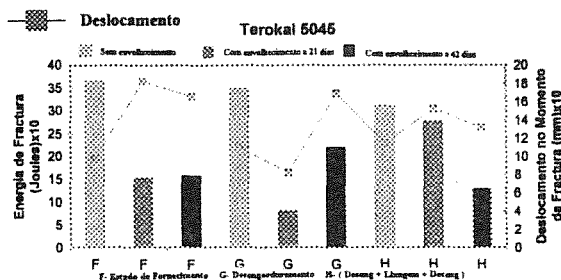 Deslocamento
Terokal 5045
Sem envelhecimento Com envelhecimento a 21 dias Com envelhecimento a 42 dias
Energia de Fractura
(Joules)x10
40
35
30
25
20
15
10
5
0
20
18
16
14
12
10
8
6
4
2
0
Deslocamento no Momento
da Fractura (mm)x10
F F F G G G H H H
F- Estado de Fornecimento G- Desengorduramento H- ( Deseng + Lixagem + Deseng )